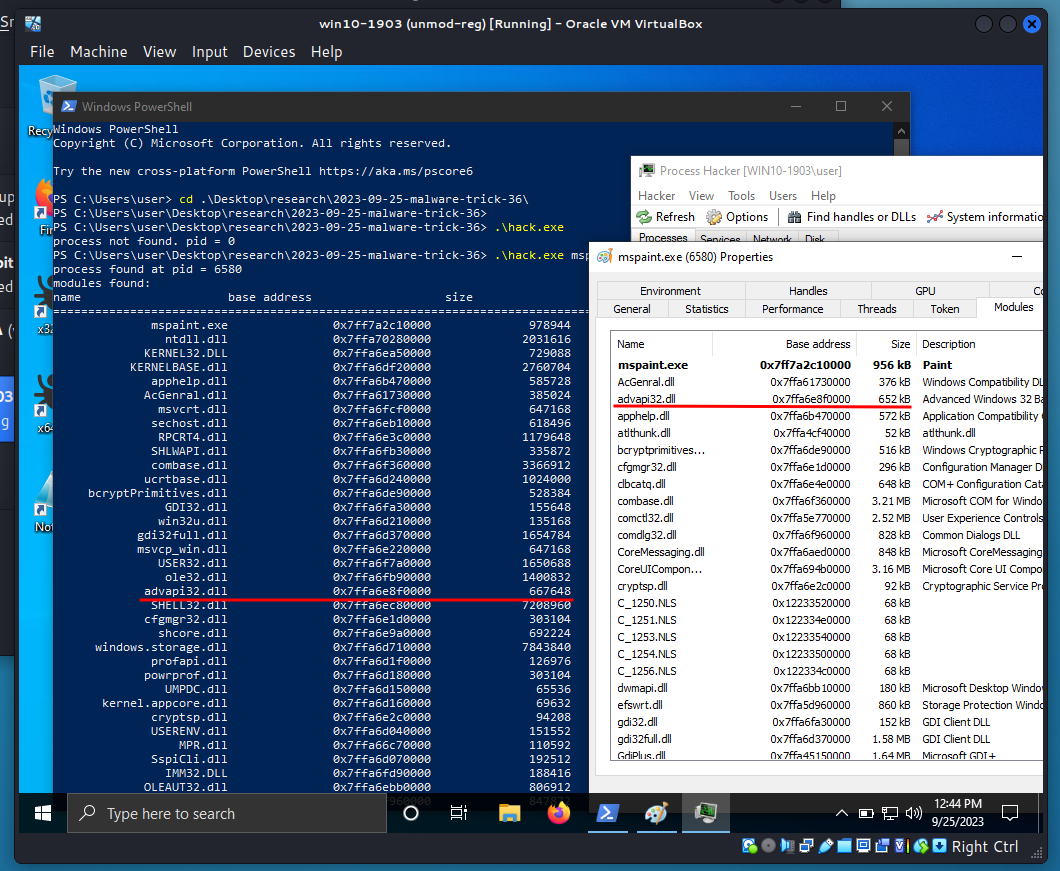 win10-1903 (unmod-reg) [Running] - Oracle VM VirtualBox
File Machine View Input Devices Help
Windows PowerShell
Windows PowerShell
Copyright (C) Microsoft Corporation. All rights reserved.
Try the new cross-platform PowerShell https://aka.ms/pscore6
PS C:\Users\user> cd .\Desktop\research\2023-09-25-malware-trick-36\
PS C:\Users\user\Desktop\research\2023-09-25-malware-trick-36>
PS C:\Users\user\Desktop\research\2023-09-25-malware-trick-36> .\hack.exe
process not found. pid = 0
PS C:\Users\user\Desktop\research\2023-09-25-malware-trick-36> .\hack.exe msp
process found at pid = 6580
modules found:
name base address size
mspaint.exe 0x7ff7a2c10000 978944
ntdll.dll 0x7ffa70280000 2031616
KERNEL32.DLL 0x7ffa6ea50000 729088
KERNELBASE.dll 0x7ffa6df20000 2760704
apphelp.dll 0x7ffa6b470000 585728
AcGenral.dll 0x7ffa61730000 385024
msvcrt.dll 0x7ffa6fcf0000 647168
sechost.dll 0x7ffa6eb10000 618496
RPCRT4.dll 0x7ffa6e3c0000 1179648
SHLWAPI.dll 0x7ffa6fb30000 335872
combase.dll 0x7ffa6f360000 3366912
ucrtbase.dll 0x7ffa6d240000 1024000
bcryptPrimitives.dll 0x7ffa6de90000 528384
GDI32.dll 0x7ffa6fa30000 155648
win32u.dll 0x7ffa6d210000 135168
gdi32full.dll 0x7ffa6d370000 1654784
msvcp_win.dll 0x7ffa6e220000 647168
USER32.dll 0x7ffa6f7a0000 1650688
ole32.dll 0x7ffa6fb90000 1400832
advapi32.dll 0x7ffa6e8f0000 667648
SHELL32.dll 0x7ffa6ec80000 7208960
cfgmgr32.dll 0x7ffa6e1d0000 303104
shcore.dll 0x7ffa6e9a0000 692224
windows.storage.dll 0x7ffa6d710000 7843840
profapi.dll 0x7ffa6d1f0000 126976
powrprof.dll 0x7ffa6d180000 303104
UMPDC.dll 0x7ffa6d150000 65536
kernel.appcore.dll 0x7ffa6d160000 69632
cryptsp.dll 0x7ffa6e2c0000 94208
USERENV.dll 0x7ffa6d040000 151552
MPR.dll 0x7ffa66c70000 110592
SspiCli.dll 0x7ffa6d070000 192512
IMM32.DLL 0x7ffa6fd90000 188416
OLEAUT32.dll 0x7ffa6ebb0000 806912
Process Hacker [WIN10-1903\user]
Hacker View Tools Users Help
Refresh Options Find handles or DLLs System informatio
Processes Services Network Disk
mspaint.exe (6580) Properties
Environment Handles GPU Co
General Statistics Performance Threads Token Modules
Name Base address Size Description
mspaint.exe 0x7ff7a2c10000 956 kB Paint
AcGenral.dll 0x7ffa61730000 376 kB Windows Compatibility DL
advapi32.dll 0x7ffa6e8f0000 652 kB Advanced Windows 32 Ba
apphelp.dll 0x7ffa6b470000 572 kB Application Compatibility
atlthunk.dll 0x7ffa4cf40000 52 kB atlthunk.dll
bcryptprimitives... 0x7ffa6de90000 516 kB Windows Cryptographic P
cfgmgr32.dll 0x7ffa6e1d0000 296 kB Configuration Manager D
clbcatq.dll 0x7ffa6e4e0000 648 kB COM+ Configuration Cat
combase.dll 0x7ffa6f360000 3.21 MB Microsoft COM for Windo
comctl32.dll 0x7ffa5e770000 2.52 MB User Experience Controls
comdlg32.dll 0x7ffa6f960000 828 kB Common Dialogs DLL
CoreMessaging.dll 0x7ffa6aed0000 848 kB Microsoft CoreMessaging
CoreUICompon... 0x7ffa694b0000 3.16 MB Microsoft Core UI Compo
cryptsp.dll 0x7ffa6e2c0000 92 kB Cryptographic Service Pr
C_1250.NLS 0x12233520000 68 kB
C_1251.NLS 0x122334e0000 68 kB
C_1253.NLS 0x12233540000 68 kB
C_1254.NLS 0x12233500000 68 kB
C_1256.NLS 0x122334c0000 68 kB
dwmapi.dll 0x7ffa6bb10000 180 kB Microsoft Desktop Windo
efswrt.dll 0x7ffa5d960000 860 kB Storage Protection Windo
gdi32.dll 0x7ffa6fa30000 152 kB GDI Client DLL
gdi32full.dll 0x7ffa6d370000 1.58 MB GDI Client DLL
GdiPlus.dll 0x7ffa45150000 1.64 MB Microsoft GDI+
Recy
Fir
x32
x64
Not
Type here to search
12:44 PM
9/25/2023
Right Ctrl